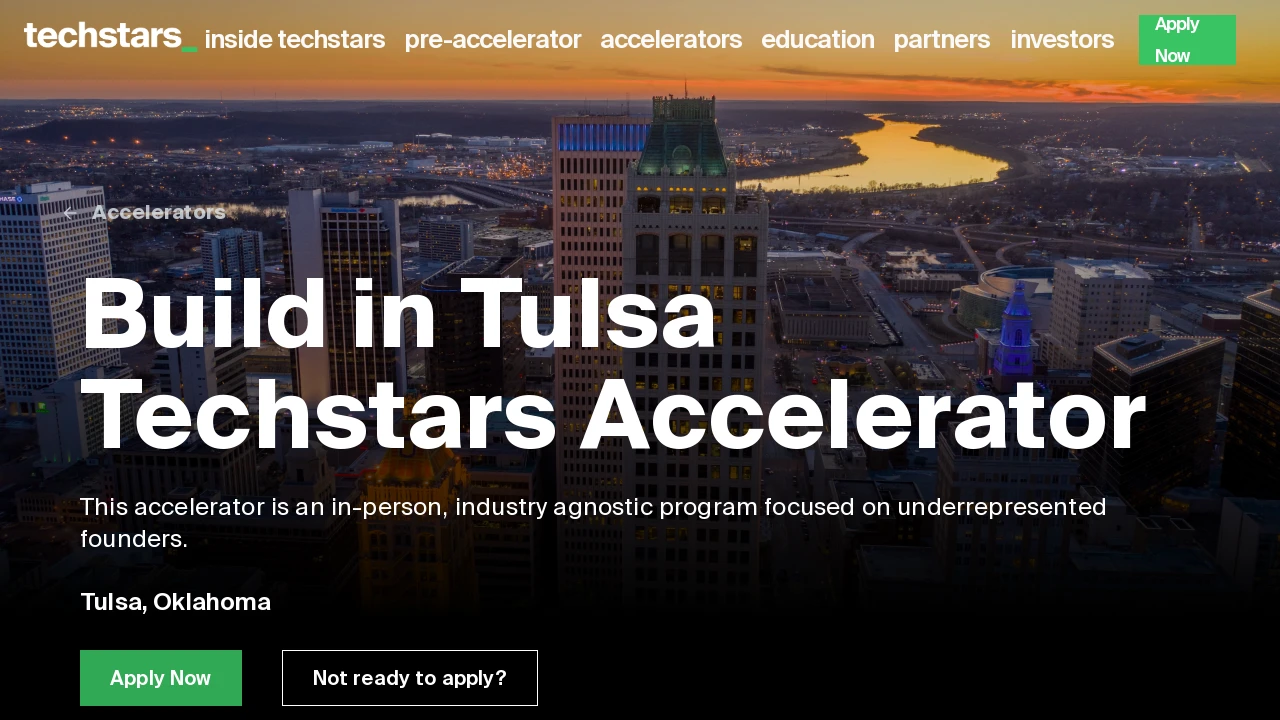 techstars_
inside techstars
pre-accelerator
accelerators
education
partners
investors
Apply
Now
← Accelerators
Build in Tulsa
Techstars Accelerator
This accelerator is an in-person, industry agnostic program focused on underrepresented
founders.
Tulsa, Oklahoma
Apply Now
Not ready to apply?